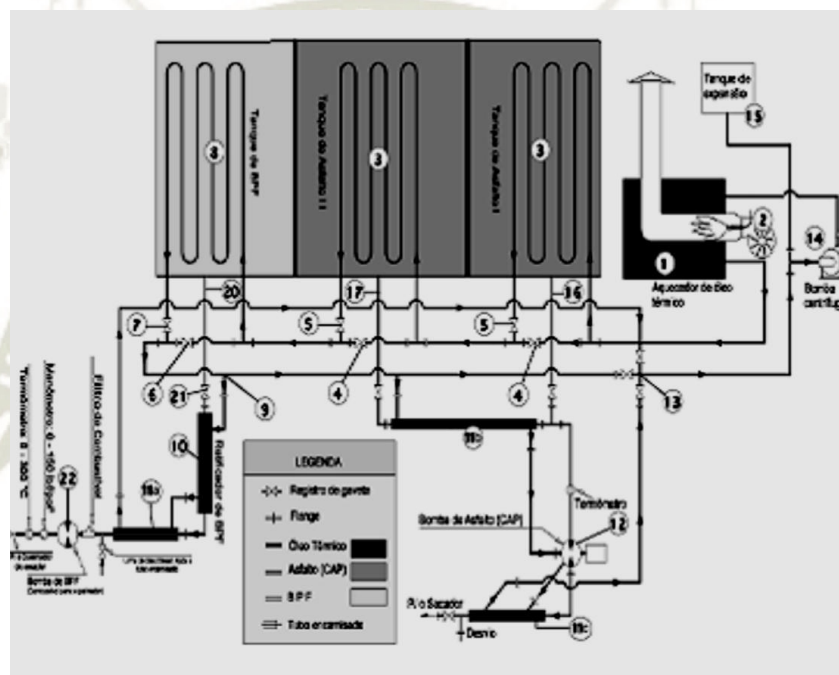 Tanque de BPF
8
Tanque de Asfalto II
3
Tanque de Asfalto I
3
Tanque de expansão
15
1
2
Aquecedor de óleo térmico
14
Bomba
20
17
16
7
5
5
6
4
4
13
21
9
Termômetro 0 - 300 °C
Manômetro: 0 - 150 lbf/pol²
Filtro de Combustível
10
Retificador de BPF
22
11a
11b
Bomba de BPF
LEGENDA
Registro de gaveta
Flange
Óleo Térmico
Asfalto (CAP)
BPF
Tubo encamisado
Termômetro
Bomba de Asfalto (CAP)
12
P/ o Secador
Desvio
11c